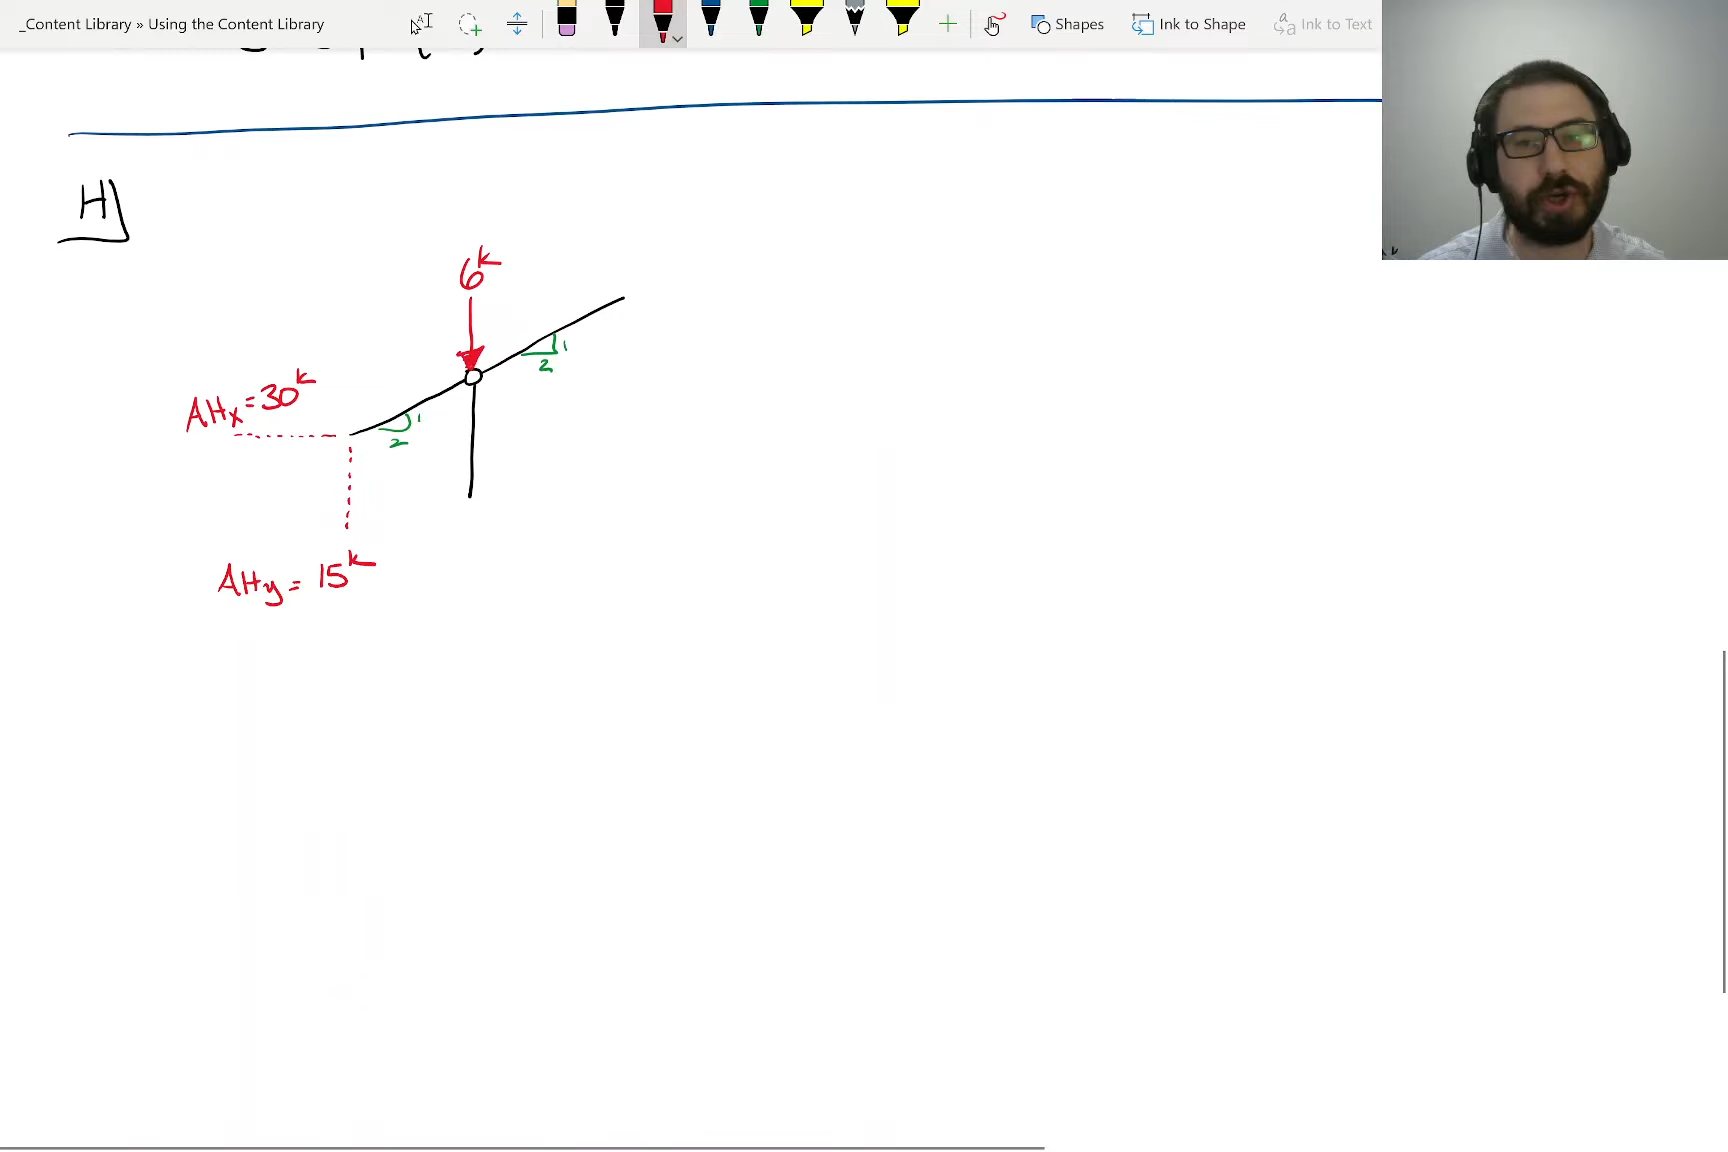 _Content Library » Using the Content Library
Shapes
Ink to Shape
Ink to Text
H
6k
1
2
AHx = 30k
1
2
AHy = 15k